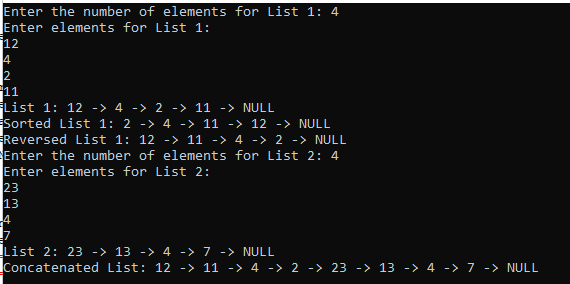 Enter the number of elements for List 1: 4
Enter elements for List 1:
12
4
2
11
List 1: 12 -> 4 -> 2 -> 11 -> NULL
Sorted List 1: 2 -> 4 -> 11 -> 12 -> NULL
Reversed List 1: 12 -> 11 -> 4 -> 2 -> NULL
Enter the number of elements for List 2: 4
Enter elements for List 2:
23
13
4
7
List 2: 23 -> 13 -> 4 -> 7 -> NULL
Concatenated List: 12 -> 11 -> 4 -> 2 -> 23 -> 13 -> 4 -> 7 -> NULL